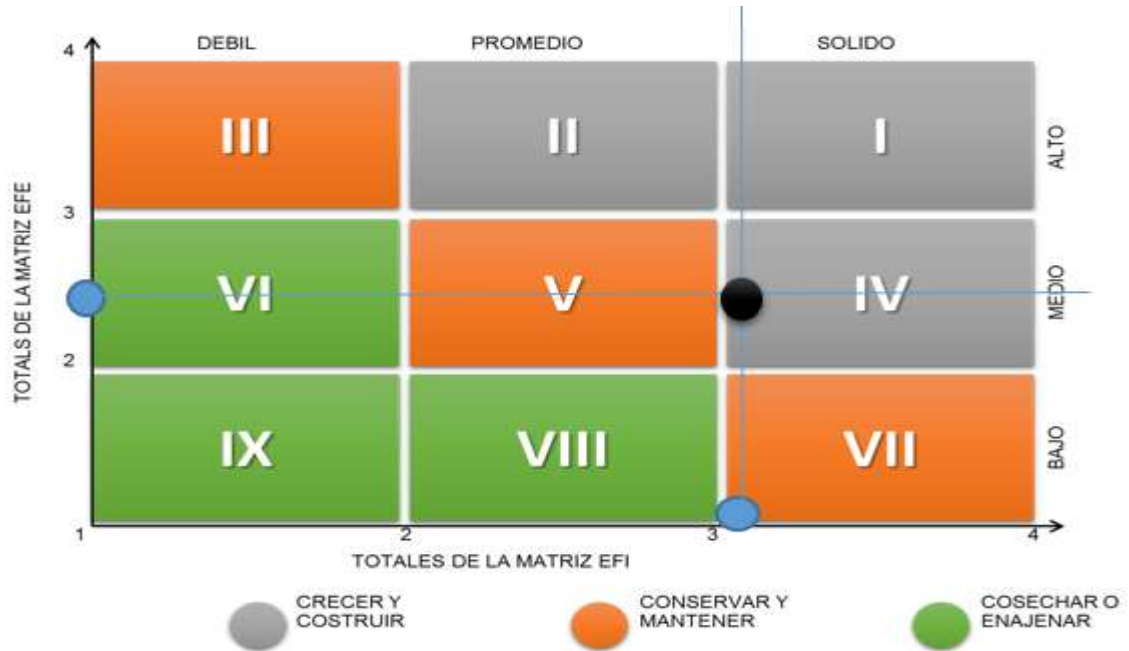 DEBIL PROMEDIO SOLIDO
4
III II I
ALTO
3
TOTALS DE LA MATRIZ EFE
VI V IV
MEDIO
2
IX VIII VII
BAJO
1 2 3 4
TOTALES DE LA MATRIZ EFI
CRECER Y
COSTRUIR
CONSERVAR Y
MANTENER
COSECHAR O
ENAJENAR